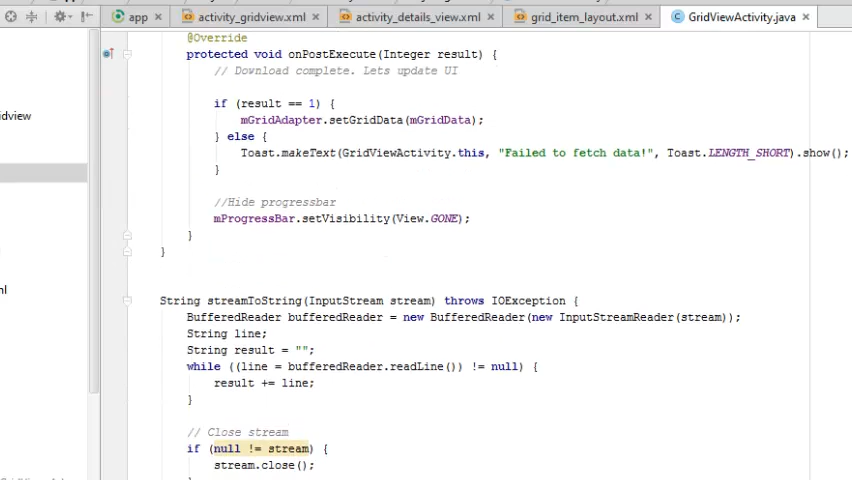 app
activity_gridview.xml
activity_details_view.xml
grid_item_layout.xml
GridViewActivity.java
idview
@Override
protected void onPostExecute(Integer result) {
// Download complete. Lets update UI
if (result == 1) {
mGridAdapter.setGridData(mGridData);
} else {
Toast.makeText(GridViewActivity.this, "Failed to fetch data!", Toast.LENGTH_SHORT).show();
}
//Hide progressbar
mProgressBar.setVisibility(View.GONE);
}
}
ml
String streamToString(InputStream stream) throws IOException {
BufferedReader bufferedReader = new BufferedReader(new InputStreamReader(stream));
String line;
String result = "";
while ((line = bufferedReader.readLine()) != null) {
result += line;
}
// Close stream
if (null != stream) {
stream.close();